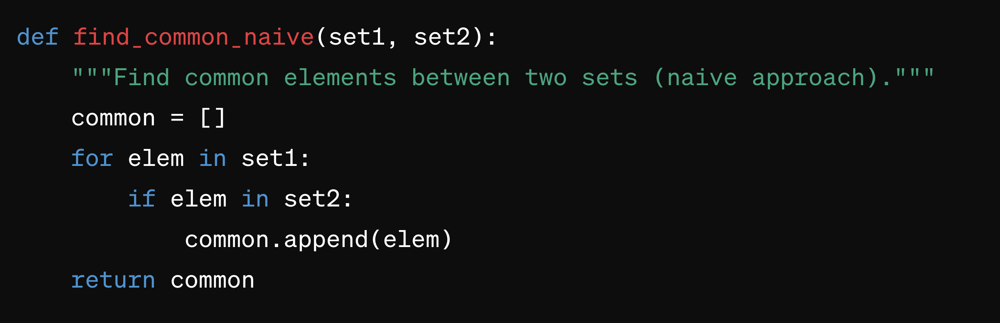 def find_common_naive(set1, set2):
    """Find common elements between two sets (naive approach)."""
    common = []
    for elem in set1:
        if elem in set2:
            common.append(elem)
    return common